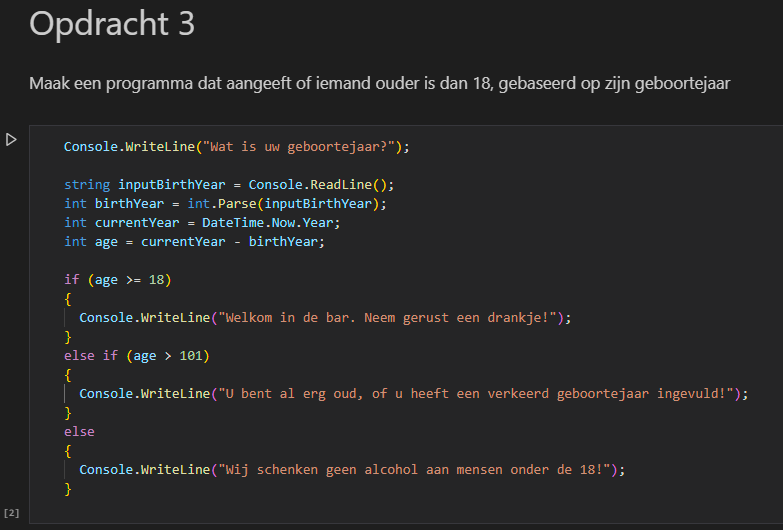 Opdracht 3
Maak een programma dat aangeeft of iemand ouder is dan 18, gebaseerd op zijn geboortejaar
Console.WriteLine("Wat is uw geboortejaar?");
string inputBirthYear = Console.ReadLine();
int birthYear = int.Parse(inputBirthYear);
int currentYear = DateTime.Now.Year;
int age = currentYear - birthYear;
if (age >= 18)
{
Console.WriteLine("Welkom in de bar. Neem gerust een drankje!");
}
else if (age > 101)
{
Console.WriteLine("U bent al erg oud, of u heeft een verkeerd geboortejaar ingevuld!");
}
else
{
Console.WriteLine("Wij schenken geen alcohol aan mensen onder de 18!");
}
[2]